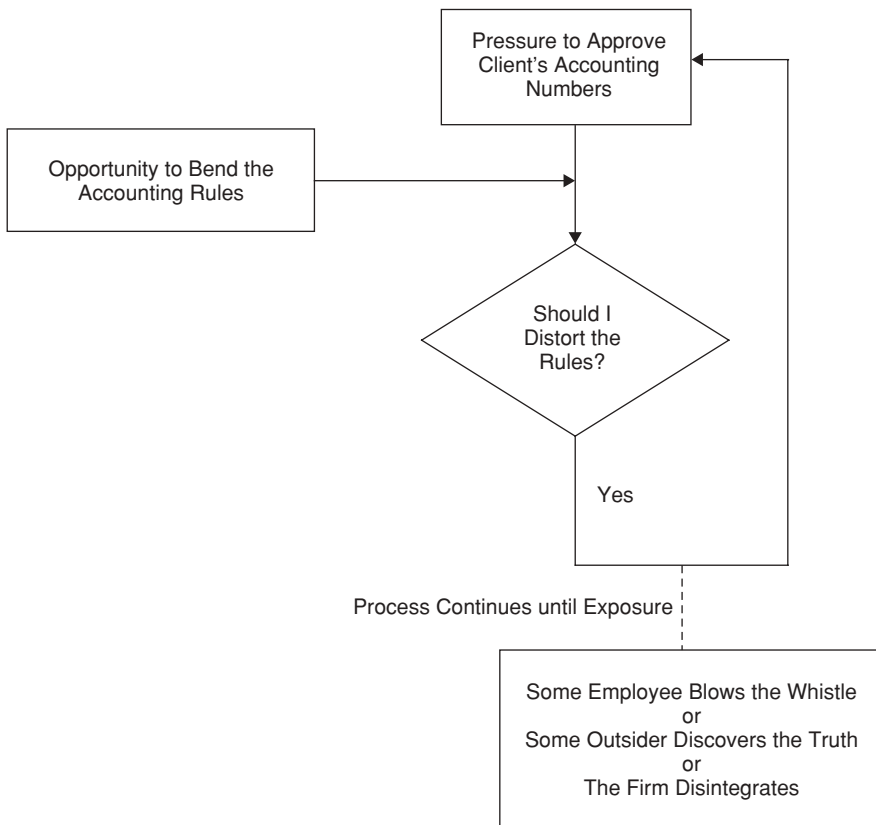 Pressure to Approve
Client’s Accounting
Numbers
Opportunity to Bend the
Accounting Rules
Should I
Distort the
Rules?
Yes
Process Continues until Exposure
Some Employee Blows the Whistle
or
Some Outsider Discovers the Truth
or
The Firm Disintegrates